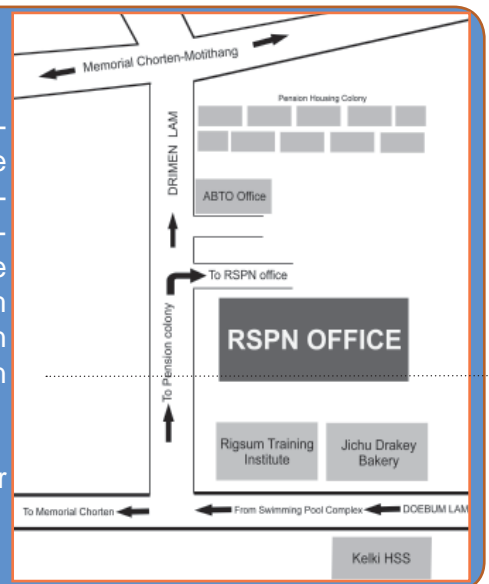 Memorial Chorten-Motithang
Pension Housing Colony
DRIMEN LAM
ABTO Office
To RSPN office
To Pension colony
RSPN OFFICE
Rigsum Training
Institute
Jichu Drakey
Bakery
To Memorial Chorten
From Swimming Pool Complex
DOEBUM LAM
Kelki HSS